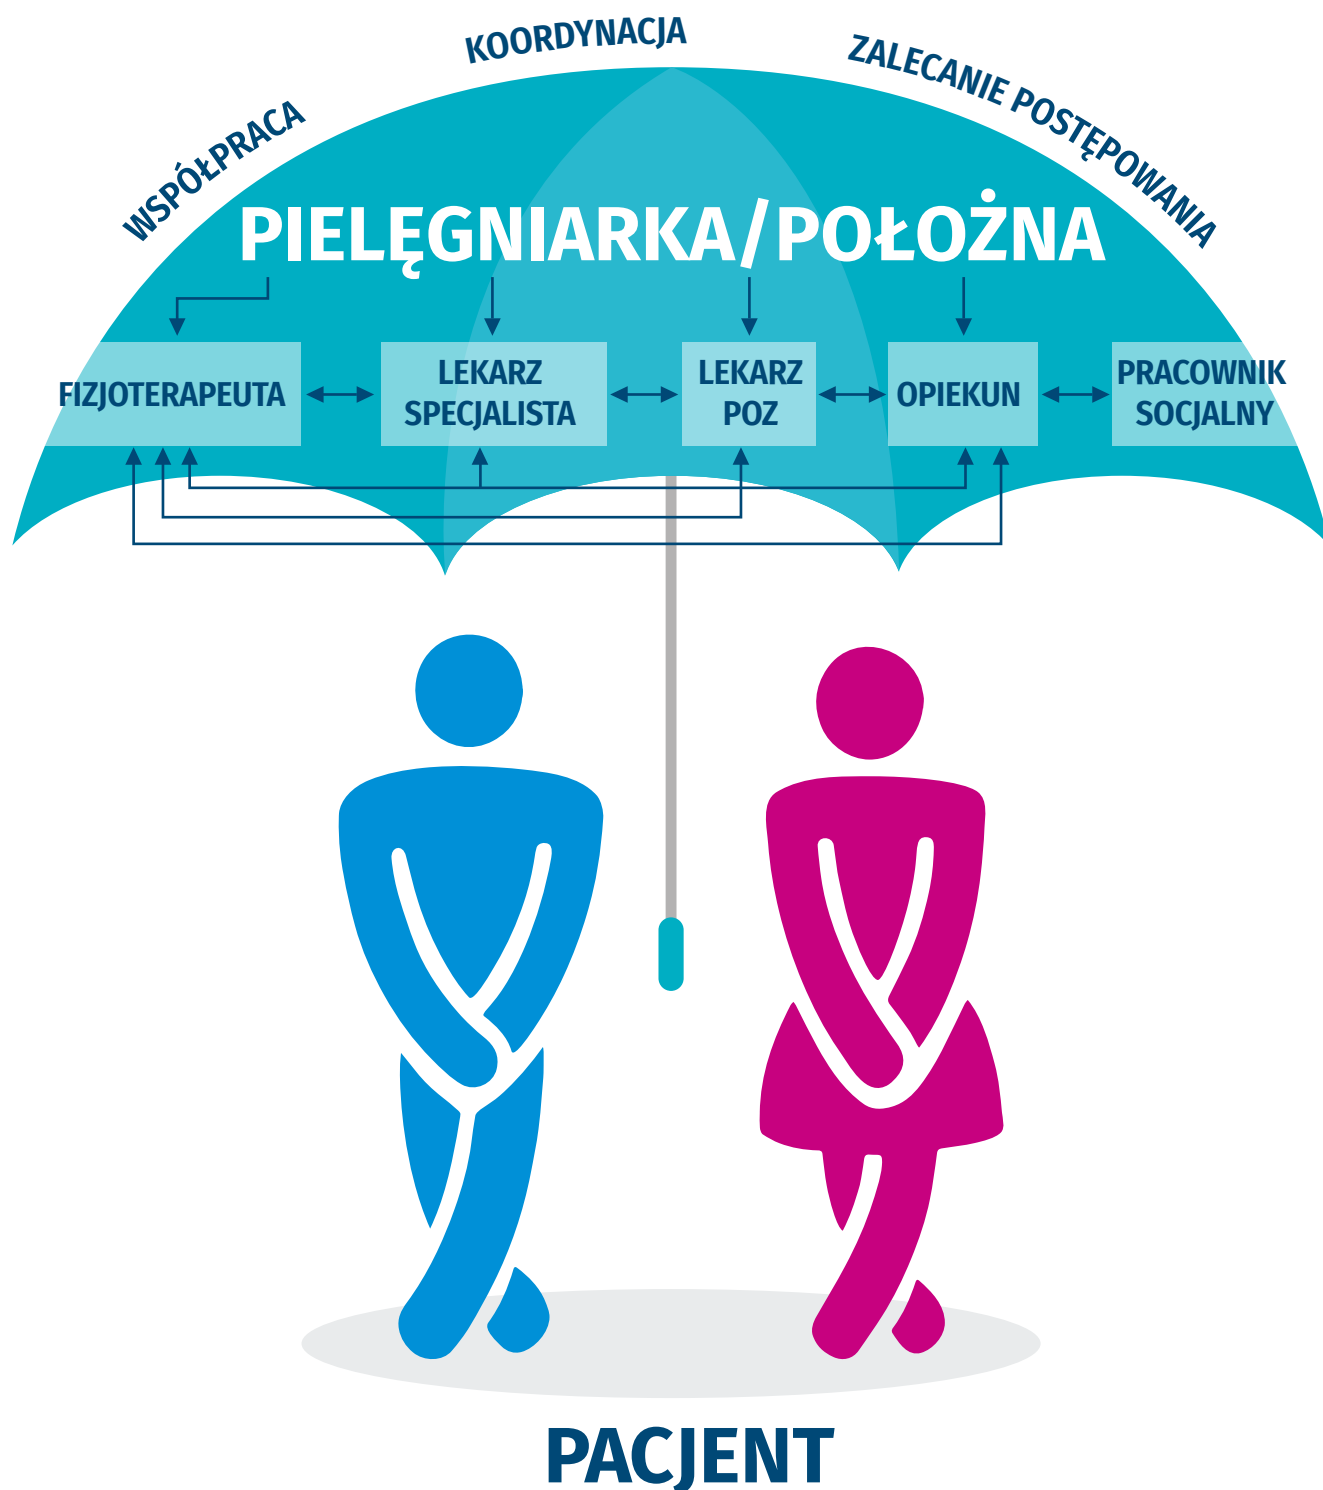 WSPÓŁPRACA
KOORDYNACJA
ZALECANIE POSTĘPOWANIA
PIELĘGNIARKA/POŁOŻNA
FIZJOTERAPEUTA
LEKARZ
SPECJALISTA
LEKARZ
POZ
OPIEKUN
PRACOWNIK
SOCJALNY
PACJENT